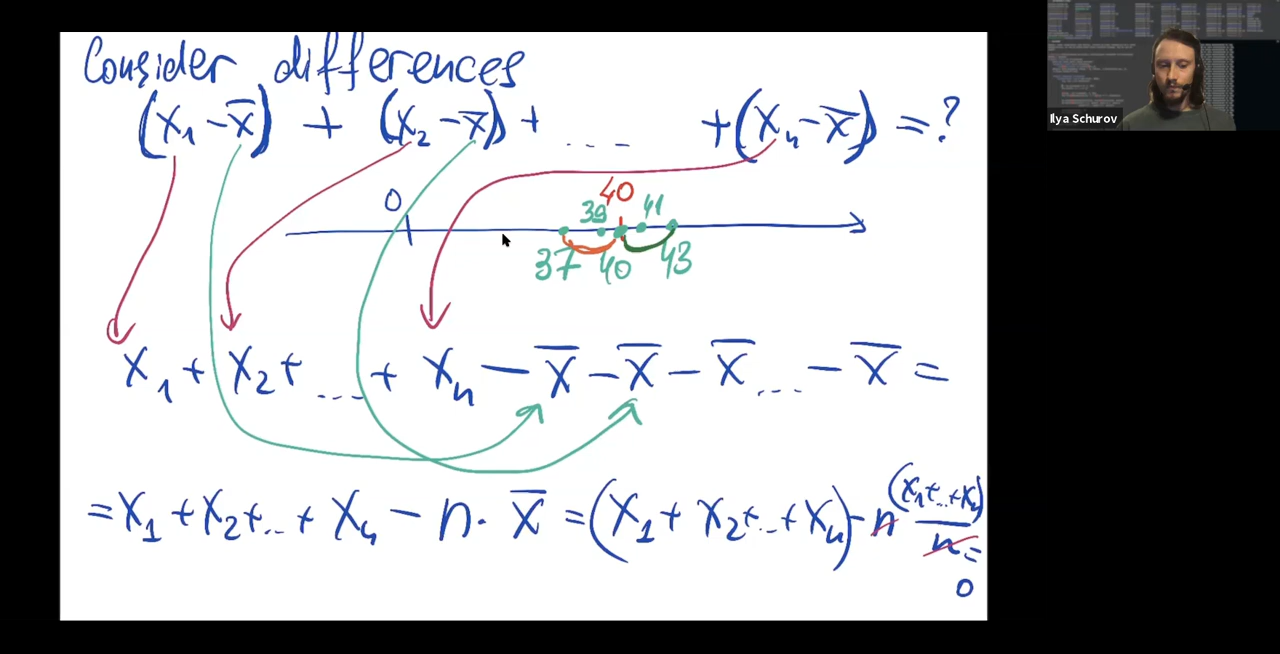 Consider differences
(x₁ - x̄) + (x₂ - x̄) + ... + (xₙ - x̄) = ?
Ilya Schurov
0 39 40 41
37 40 43
x₁ + x₂ + ... + xₙ - x̄ - x̄ - x̄ ... - x̄ =
= x₁ + x₂ + ... + xₙ - n · x̄ = (x₁ + x₂ + ... + xₙ) - n (x₁ + ... + xₙ) / n =
0